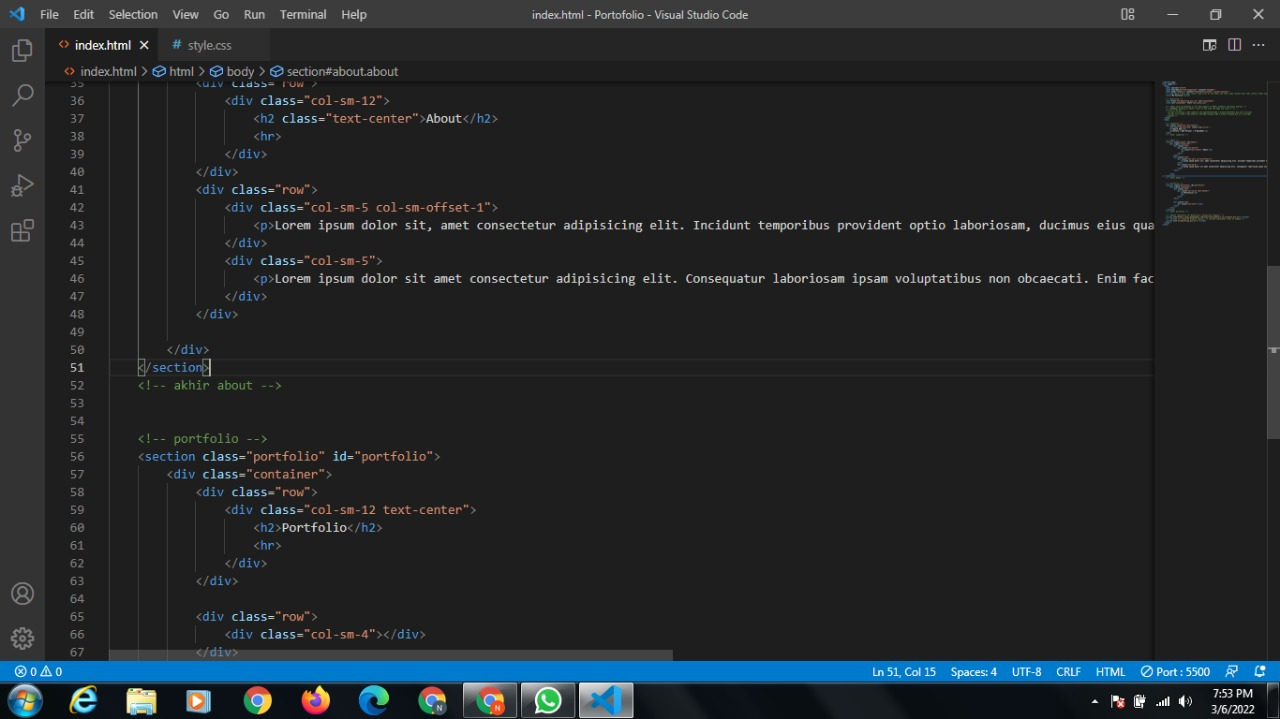 File Edit Selection View Go Run Terminal Help index.html - Portofolio - Visual Studio Code
index.html # style.css
index.html > html > body > section#about.about
35 <div class="row">
36 <div class="col-sm-12">
37 <h2 class="text-center">About</h2>
38 <hr>
39 </div>
40 </div>
41 <div class="row">
42 <div class="col-sm-5 col-sm-offset-1">
43 <p>Lorem ipsum dolor sit, amet consectetur adipisicing elit. Incidunt temporibus provident optio laboriosam, ducimus eius qua
44 </div>
45 <div class="col-sm-5">
46 <p>Lorem ipsum dolor sit amet consectetur adipisicing elit. Consequatur laboriosam ipsam voluptatibus non obcaecati. Enim fac
47 </div>
48 </div>
49
50 </div>
51 </section>
52 <!-- akhir about -->
53
54
55 <!-- portfolio -->
56 <section class="portfolio" id="portfolio">
57 <div class="container">
58 <div class="row">
59 <div class="col-sm-12 text-center">
60 <h2>Portfolio</h2>
61 <hr>
62 </div>
63 </div>
64
65 <div class="row">
66 <div class="col-sm-4"></div>
67 </div>
0 0 Ln 51, Col 15 Spaces: 4 UTF-8 CRLF HTML Port : 5500
N N
7:53 PM
3/6/2022